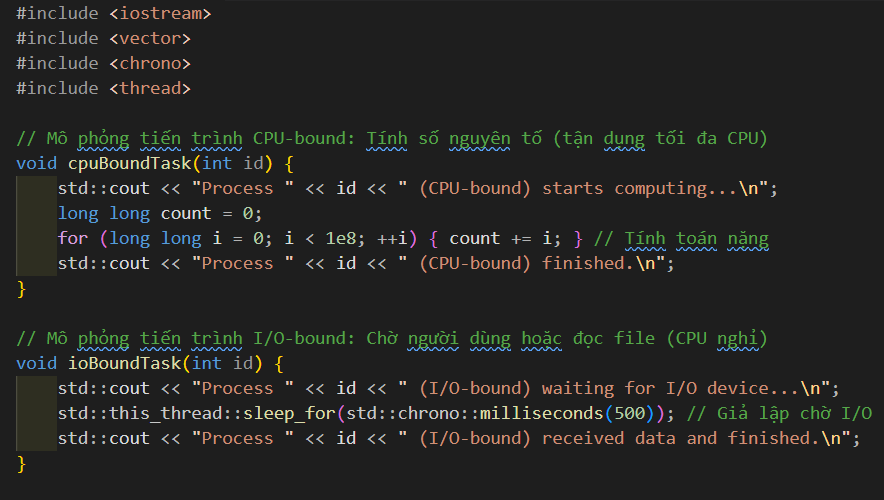 #include <iostream>
#include <vector>
#include <chrono>
#include <thread>
// Mô phỏng tiến trình CPU-bound: Tính số nguyên tố (tận dụng tối đa CPU)
void cpuBoundTask(int id) {
    std::cout << "Process " << id << " (CPU-bound) starts computing...\n";
    long long count = 0;
    for (long long i = 0; i < 1e8; ++i) { count += i; } // Tính toán năng
    std::cout << "Process " << id << " (CPU-bound) finished.\n";
}
// Mô phỏng tiến trình I/O-bound: Chờ người dùng hoặc đọc file (CPU nghỉ)
void ioBoundTask(int id) {
    std::cout << "Process " << id << " (I/O-bound) waiting for I/O device...\n";
    std::this_thread::sleep_for(std::chrono::milliseconds(500)); // Giả lập chờ I/O
    std::cout << "Process " << id << " (I/O-bound) received data and finished.\n";
}